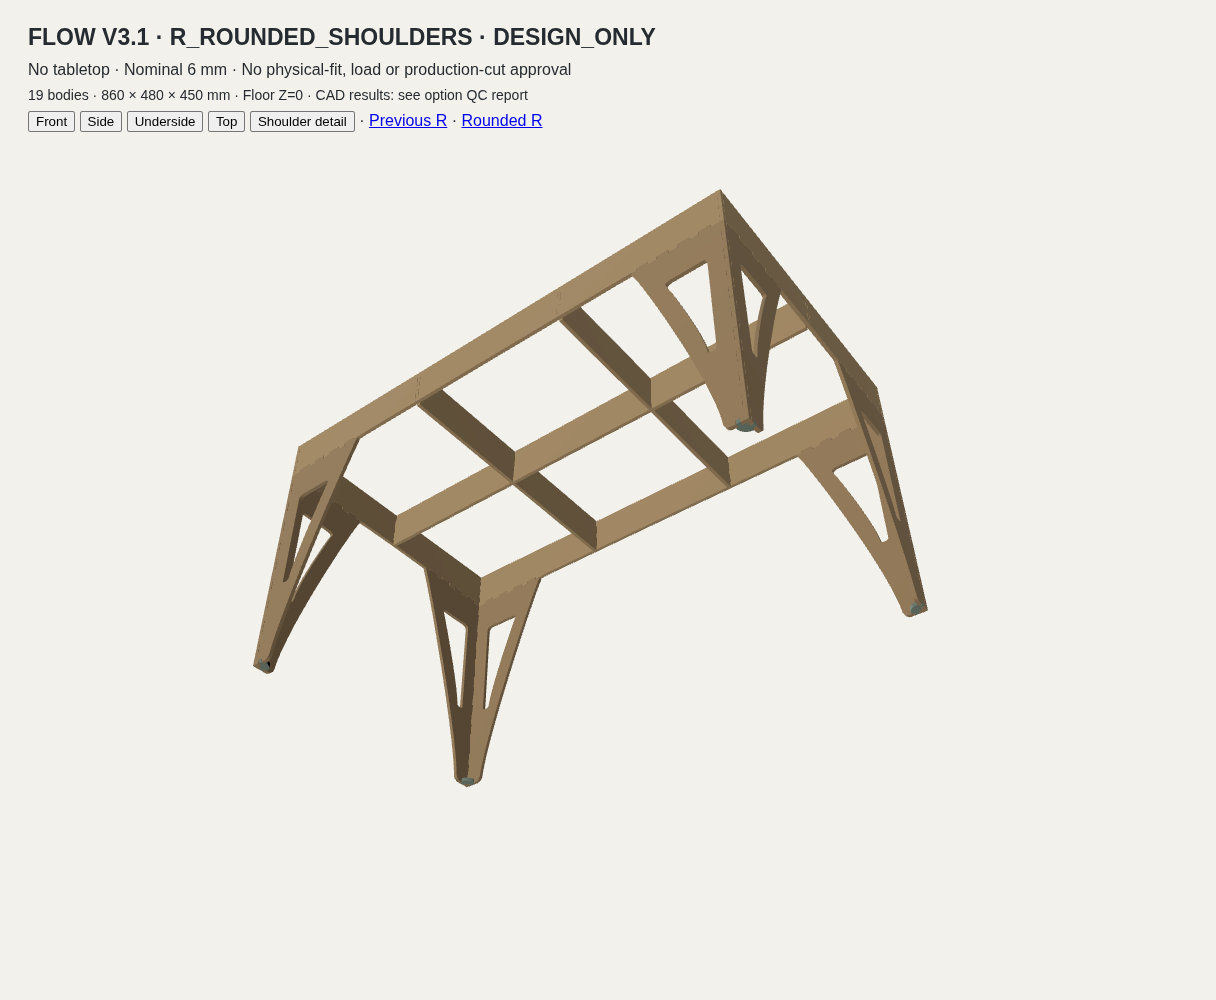 FLOW V3.1 · R_ROUNDED_SHOULDERS · DESIGN_ONLY
No tabletop · Nominal 6 mm · No physical-fit, load or production-cut approval
19 bodies · 860 × 480 × 450 mm · Floor Z=0 · CAD results: see option QC report
Front Side Underside Top Shoulder detail · Previous R · Rounded R